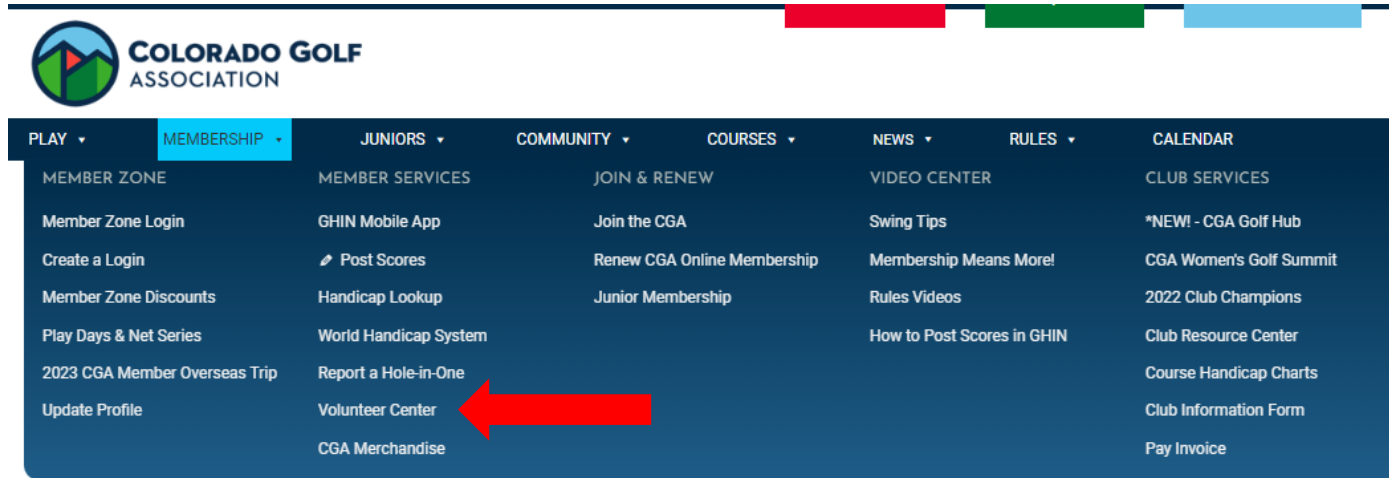 COLORADO GOLF
ASSOCIATION
PLAY MEMBERSHIP JUNIORS COMMUNITY COURSES NEWS RULES CALENDAR
MEMBER ZONE
Member Zone Login
Create a Login
Member Zone Discounts
Play Days & Net Series
2023 CGA Member Overseas Trip
Update Profile
MEMBER SERVICES
GHIN Mobile App
Post Scores
Handicap Lookup
World Handicap System
Report a Hole-in-One
Volunteer Center
CGA Merchandise
JOIN & RENEW
Join the CGA
Renew CGA Online Membership
Junior Membership
VIDEO CENTER
Swing Tips
Membership Means More!
Rules Videos
How to Post Scores in GHIN
CLUB SERVICES
*NEW! - CGA Golf Hub
CGA Women's Golf Summit
2022 Club Champions
Club Resource Center
Course Handicap Charts
Club Information Form
Pay Invoice